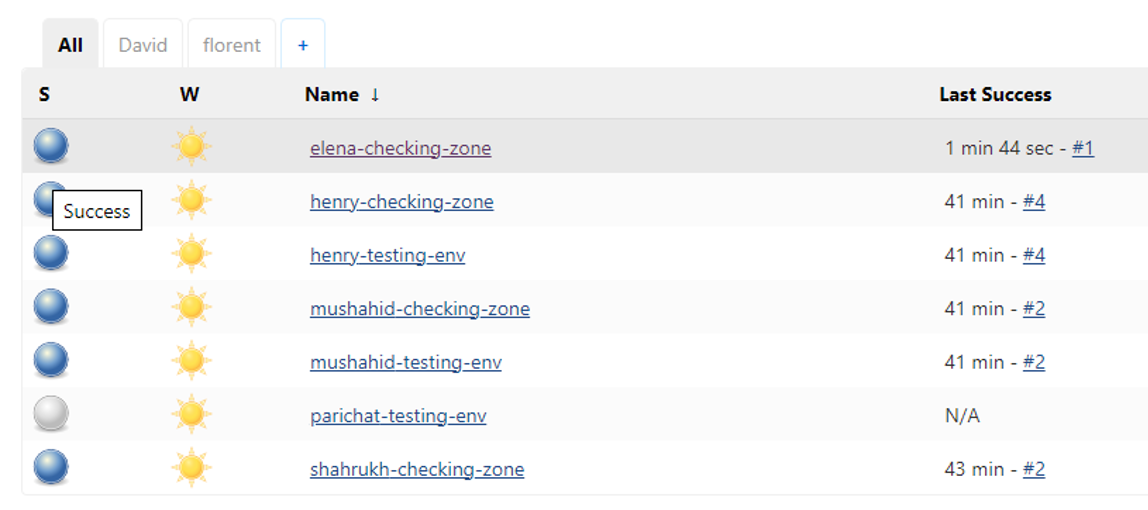 All David florent +
S W Name ↓ Last Success
elena-checking-zone 1 min 44 sec - #1
henry-checking-zone 41 min - #4
Success
henry-testing-env 41 min - #4
mushahid-checking-zone 41 min - #2
mushahid-testing-env 41 min - #2
parichat-testing-env N/A
shahrukh-checking-zone 43 min - #2